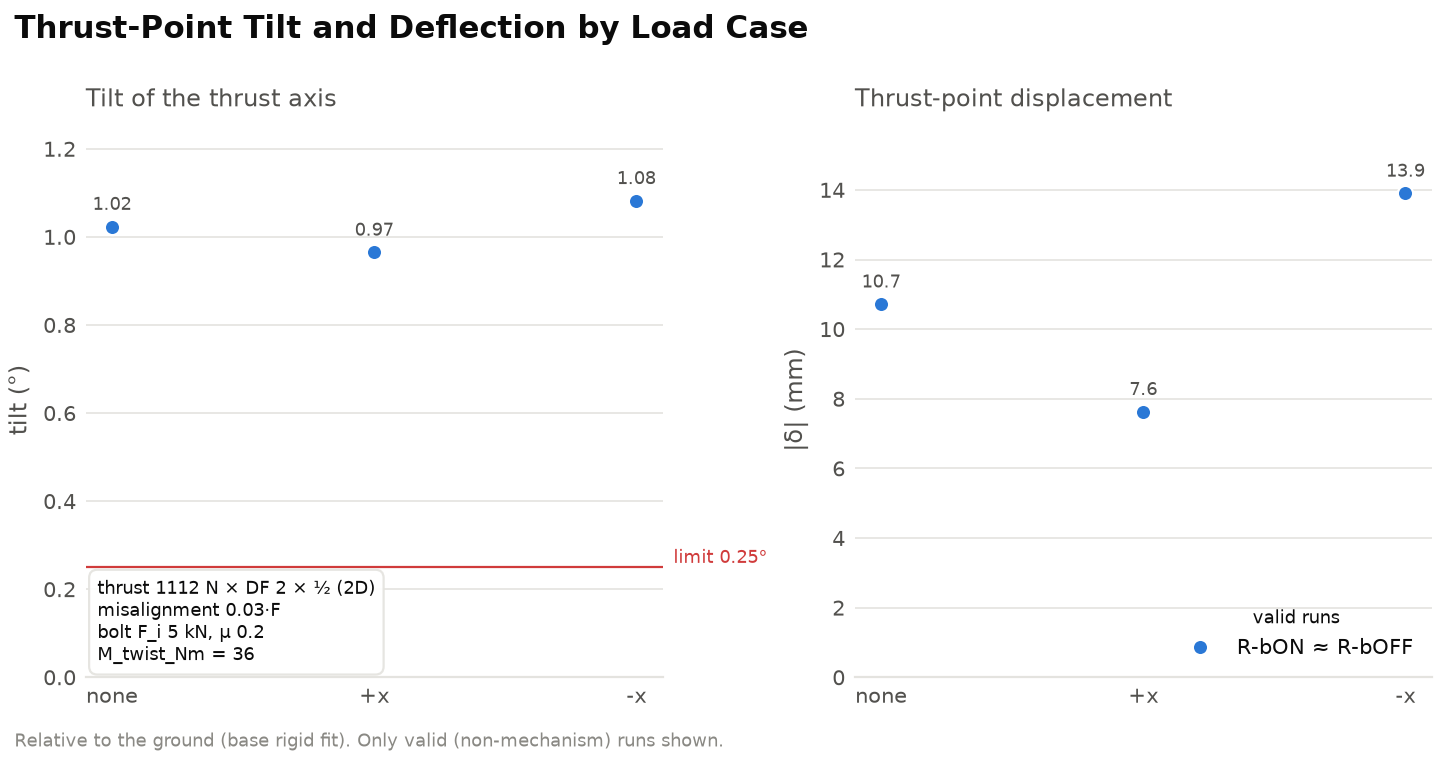 Thrust-Point Tilt and Deflection by Load Case
Tilt of the thrust axis
1.2
1.0
0.8
0.6
0.4
0.2
0.0
tilt (°)
1.02
0.97
1.08
limit 0.25°
thrust 1112 N × DF 2 × ½ (2D)
misalignment 0.03·F
bolt F_i 5 kN, μ 0.2
M_twist_Nm = 36
none
+x
-x
Thrust-point displacement
14
12
10
8
6
4
2
0
|δ| (mm)
10.7
7.6
13.9
valid runs
R-bON ≈ R-bOFF
none
+x
-x
Relative to the ground (base rigid fit). Only valid (non-mechanism) runs shown.